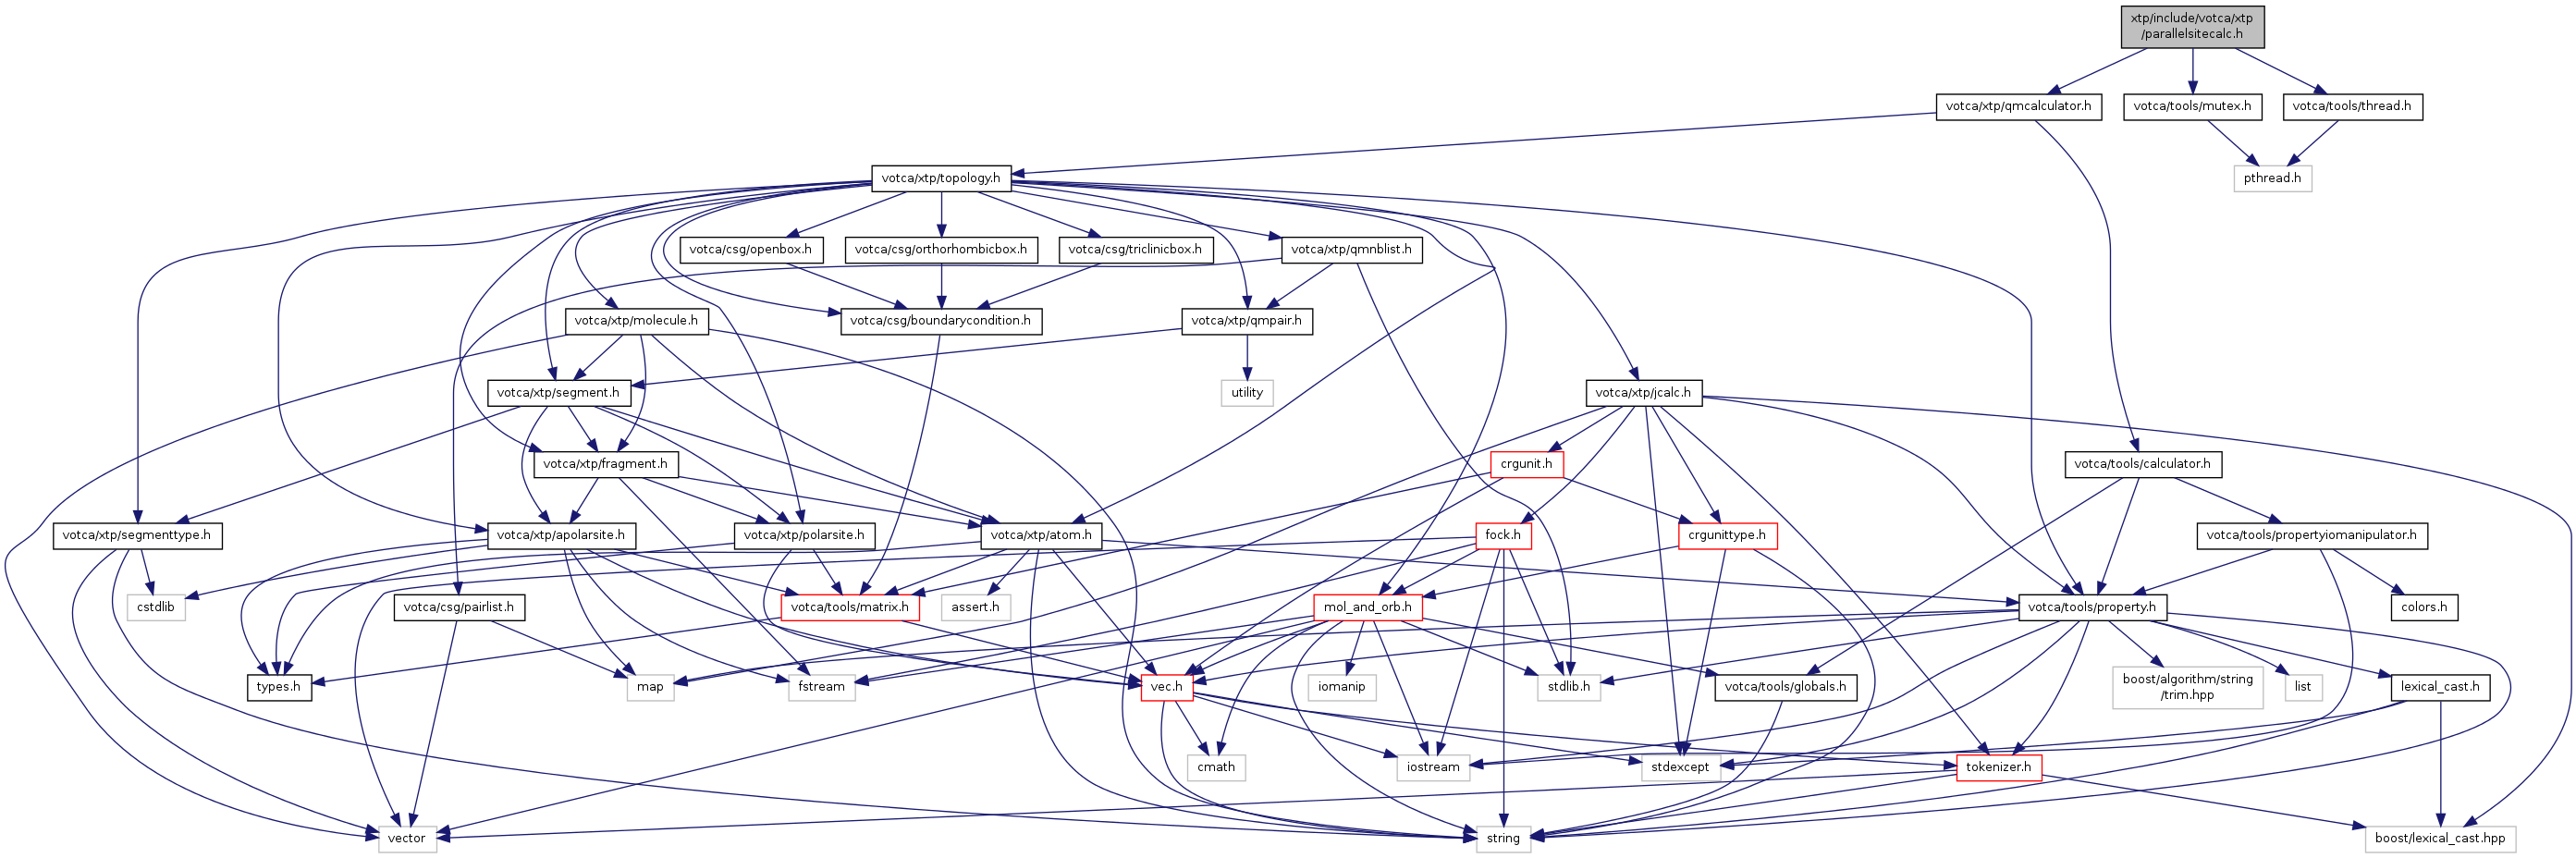 xtp/include/votca/xtp
/parallelsitecalc.h
votca/xtp/qmcalculator.h
votca/tools/mutex.h
votca/tools/thread.h
votca/xtp/topology.h
pthread.h
votca/csg/openbox.h
votca/csg/orthorhombicbox.h
votca/csg/triclinicbox.h
votca/xtp/qmnblist.h
votca/xtp/molecule.h
votca/csg/boundarycondition.h
votca/xtp/qmpair.h
votca/xtp/segment.h
utility
votca/xtp/jcalc.h
votca/xtp/fragment.h
crgunit.h
votca/tools/calculator.h
votca/xtp/segmenttype.h
votca/xtp/apolarsite.h
votca/xtp/polarsite.h
votca/xtp/atom.h
fock.h
crgunittype.h
votca/tools/propertyiomanipulator.h
cstdlib
votca/csg/pairlist.h
votca/tools/matrix.h
assert.h
mol_and_orb.h
votca/tools/property.h
colors.h
types.h
map
fstream
vec.h
iomanip
stdlib.h
votca/tools/globals.h
boost/algorithm/string
/trim.hpp
list
lexical_cast.h
cmath
iostream
stdexcept
tokenizer.h
vector
string
boost/lexical_cast.hpp